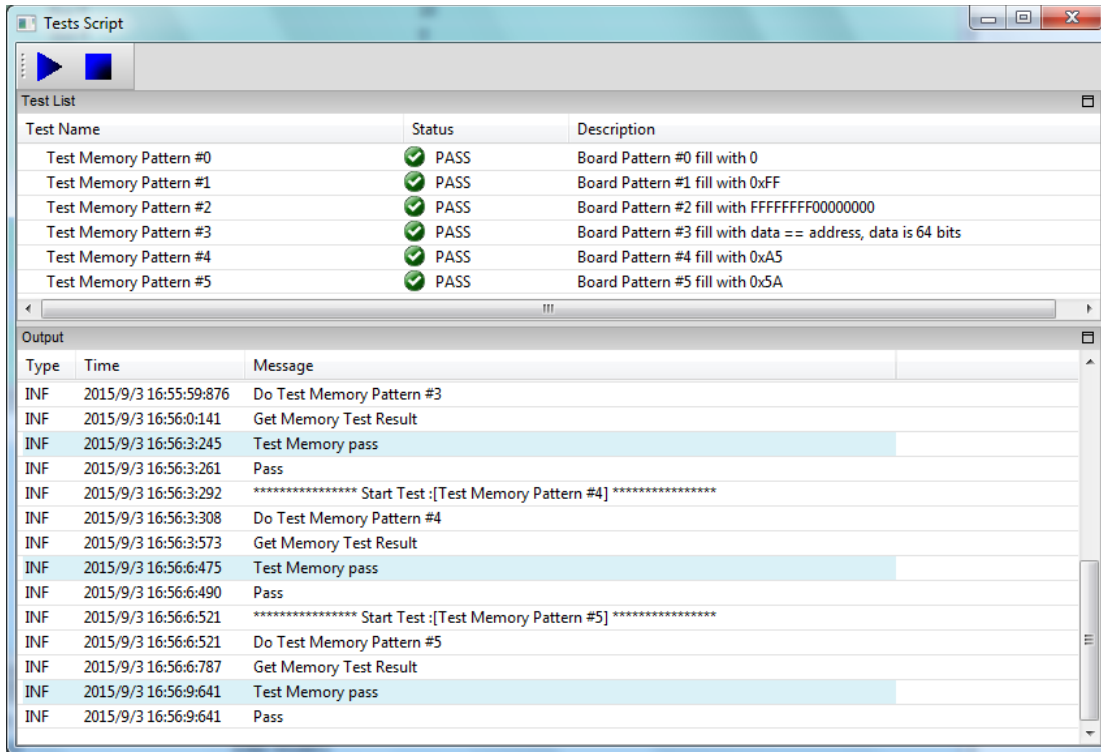 Tests Script
Test List
Test Name Status Description
Test Memory Pattern #0 PASS Board Pattern #0 fill with 0
Test Memory Pattern #1 PASS Board Pattern #1 fill with 0xFF
Test Memory Pattern #2 PASS Board Pattern #2 fill with FFFFFFFF00000000
Test Memory Pattern #3 PASS Board Pattern #3 fill with data == address, data is 64 bits
Test Memory Pattern #4 PASS Board Pattern #4 fill with 0xA5
Test Memory Pattern #5 PASS Board Pattern #5 fill with 0x5A
Output
Type Time Message
INF 2015/9/3 16:55:59:876 Do Test Memory Pattern #3
INF 2015/9/3 16:56:0:141 Get Memory Test Result
INF 2015/9/3 16:56:3:245 Test Memory pass
INF 2015/9/3 16:56:3:261 Pass
INF 2015/9/3 16:56:3:292 **************** Start Test :[Test Memory Pattern #4] ****************
INF 2015/9/3 16:56:3:308 Do Test Memory Pattern #4
INF 2015/9/3 16:56:3:573 Get Memory Test Result
INF 2015/9/3 16:56:6:475 Test Memory pass
INF 2015/9/3 16:56:6:490 Pass
INF 2015/9/3 16:56:6:521 **************** Start Test :[Test Memory Pattern #5] ****************
INF 2015/9/3 16:56:6:521 Do Test Memory Pattern #5
INF 2015/9/3 16:56:6:787 Get Memory Test Result
INF 2015/9/3 16:56:9:641 Test Memory pass
INF 2015/9/3 16:56:9:641 Pass